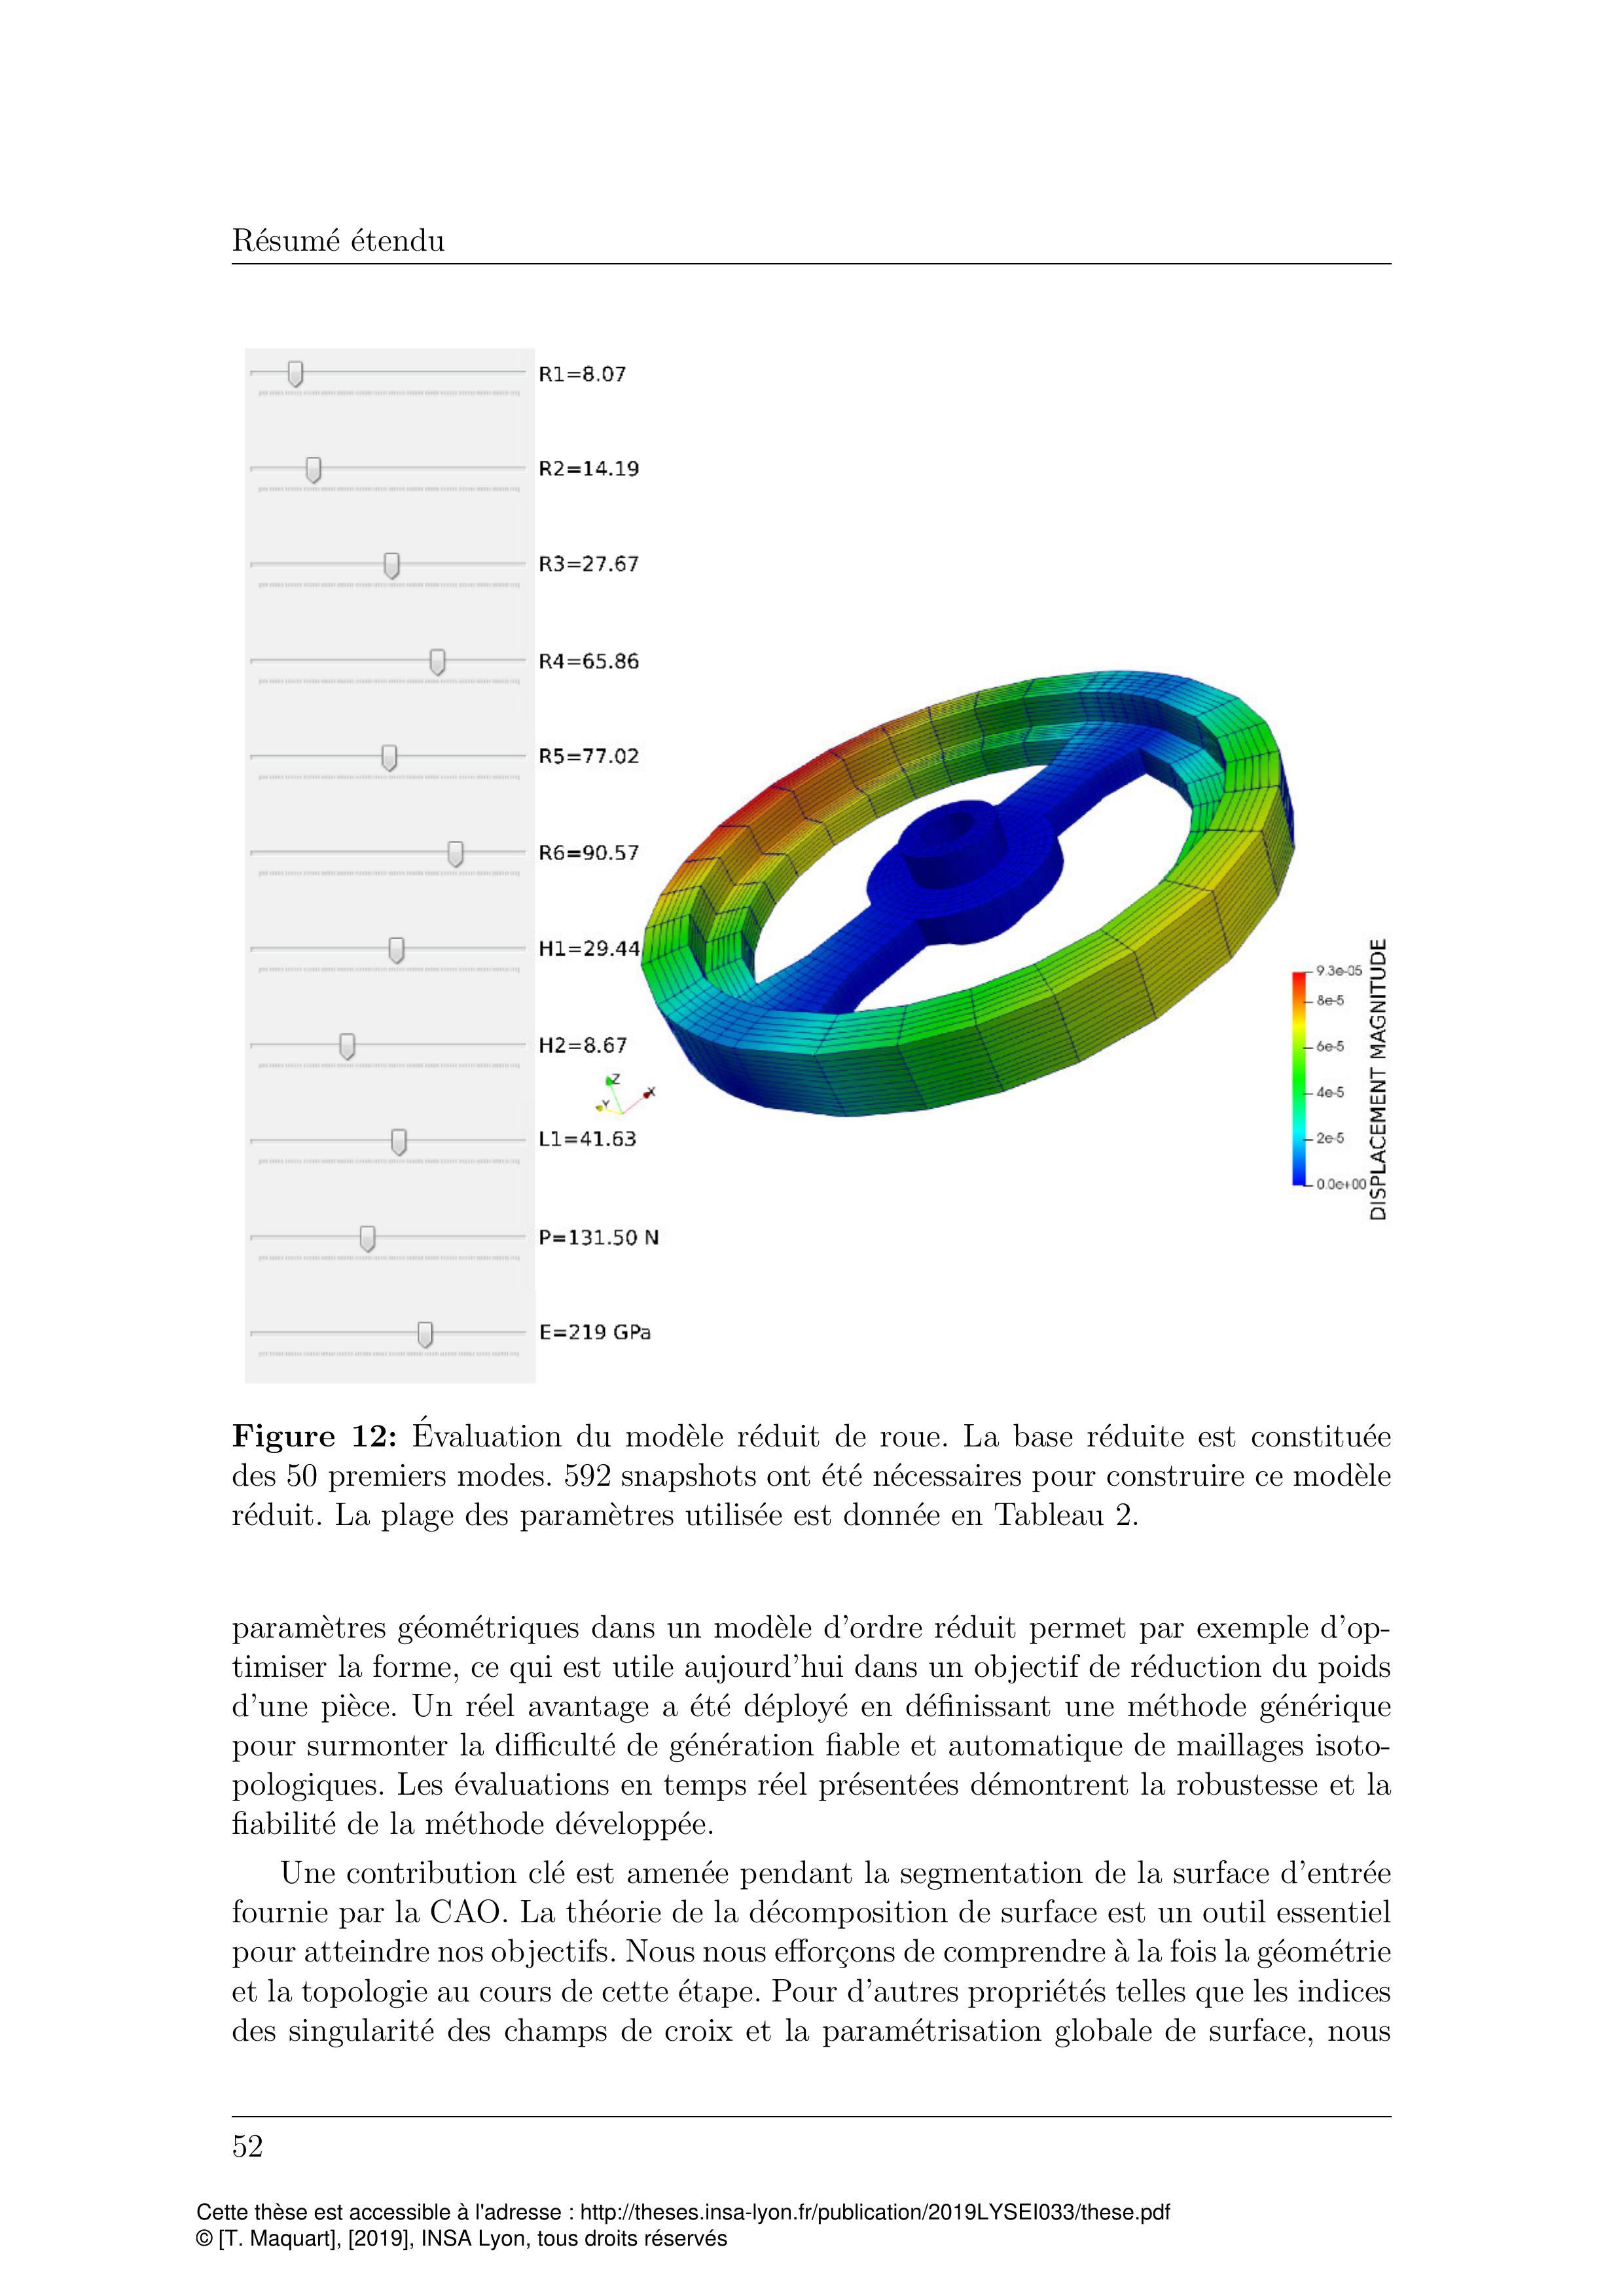 Résumé étendu
R1=8.07
R2=14.19
R3=27.67
R4=65.86
R5=77.02
R6=90.57
H1=29.44
H2=8.67
L1=41.63
P=131.50 N
E=219 GPa
Z
X
Y
9.3e-05
8e-5
6e-5
4e-5
2e-5
0.0e+00
DISPLACEMENT MAGNITUDE
Figure 12: Évaluation du modèle réduit de roue. La base réduite est constituée
des 50 premiers modes. 592 snapshots ont été nécessaires pour construire ce modèle
réduit. La plage des paramètres utilisée est donnée en Tableau 2.
paramètres géométriques dans un modèle d'ordre réduit permet par exemple d'op-
timiser la forme, ce qui est utile aujourd'hui dans un objectif de réduction du poids
d'une pièce. Un réel avantage a été déployé en définissant une méthode générique
pour surmonter la difficulté de génération fiable et automatique de maillages isoto-
pologiques. Les évaluations en temps réel présentées démontrent la robustesse et la
fiabilité de la méthode développée.
Une contribution clé est amenée pendant la segmentation de la surface d'entrée
fournie par la CAO. La théorie de la décomposition de surface est un outil essentiel
pour atteindre nos objectifs. Nous nous efforçons de comprendre à la fois la géométrie
et la topologie au cours de cette étape. Pour d'autres propriétés telles que les indices
des singularité des champs de croix et la paramétrisation globale de surface, nous
52
Cette thèse est accessible à l'adresse : http://theses.insa-lyon.fr/publication/2019LYSEI033/these.pdf
© [T. Maquart], [2019], INSA Lyon, tous droits réservés